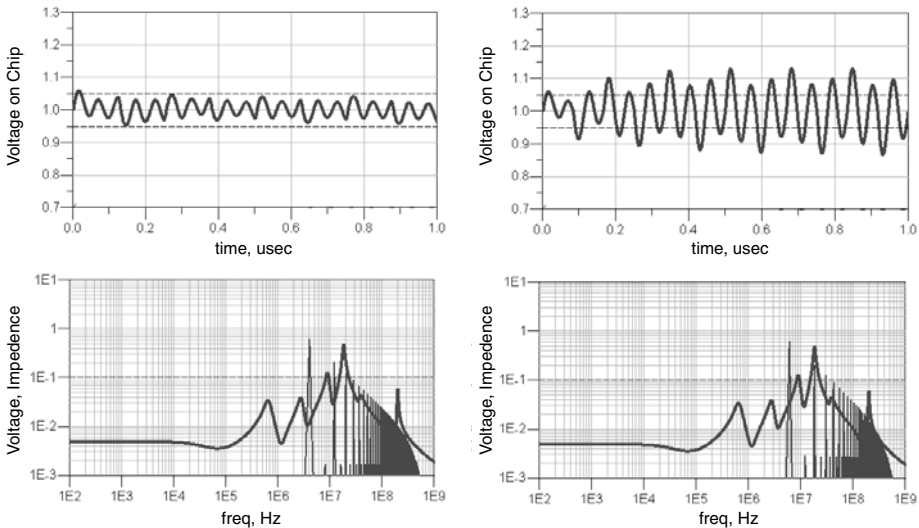 1.3
1.2
1.1
1.0
0.9
0.8
0.7
Voltage on Chip
0.0
0.2
0.4
0.6
0.8
1.0
time, usec
1.3
1.2
1.1
1.0
0.9
0.8
0.7
Voltage on Chip
0.0
0.2
0.4
0.6
0.8
1.0
time, usec
1E1
1
1E-1
1E-2
1E-3
Voltage, Impedence
1E2
1E3
1E4
1E5
1E6
1E7
1E8
1E9
freq, Hz
1E1
1
1E-1
1E-2
1E-3
Voltage, Impedence
1E2
1E3
1E4
1E5
1E6
1E7
1E8
1E9
freq, Hz